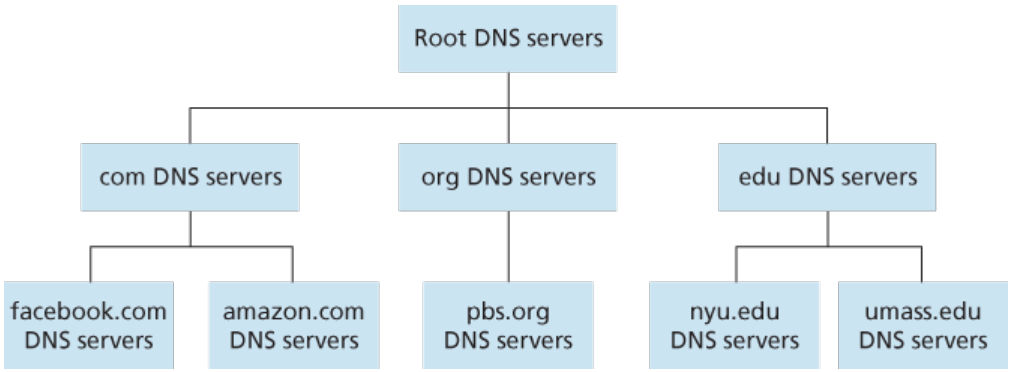 Root DNS servers
com DNS servers
org DNS servers
edu DNS servers
facebook.com
DNS servers
amazon.com
DNS servers
pbs.org
DNS servers
nyu.edu
DNS servers
umass.edu
DNS servers